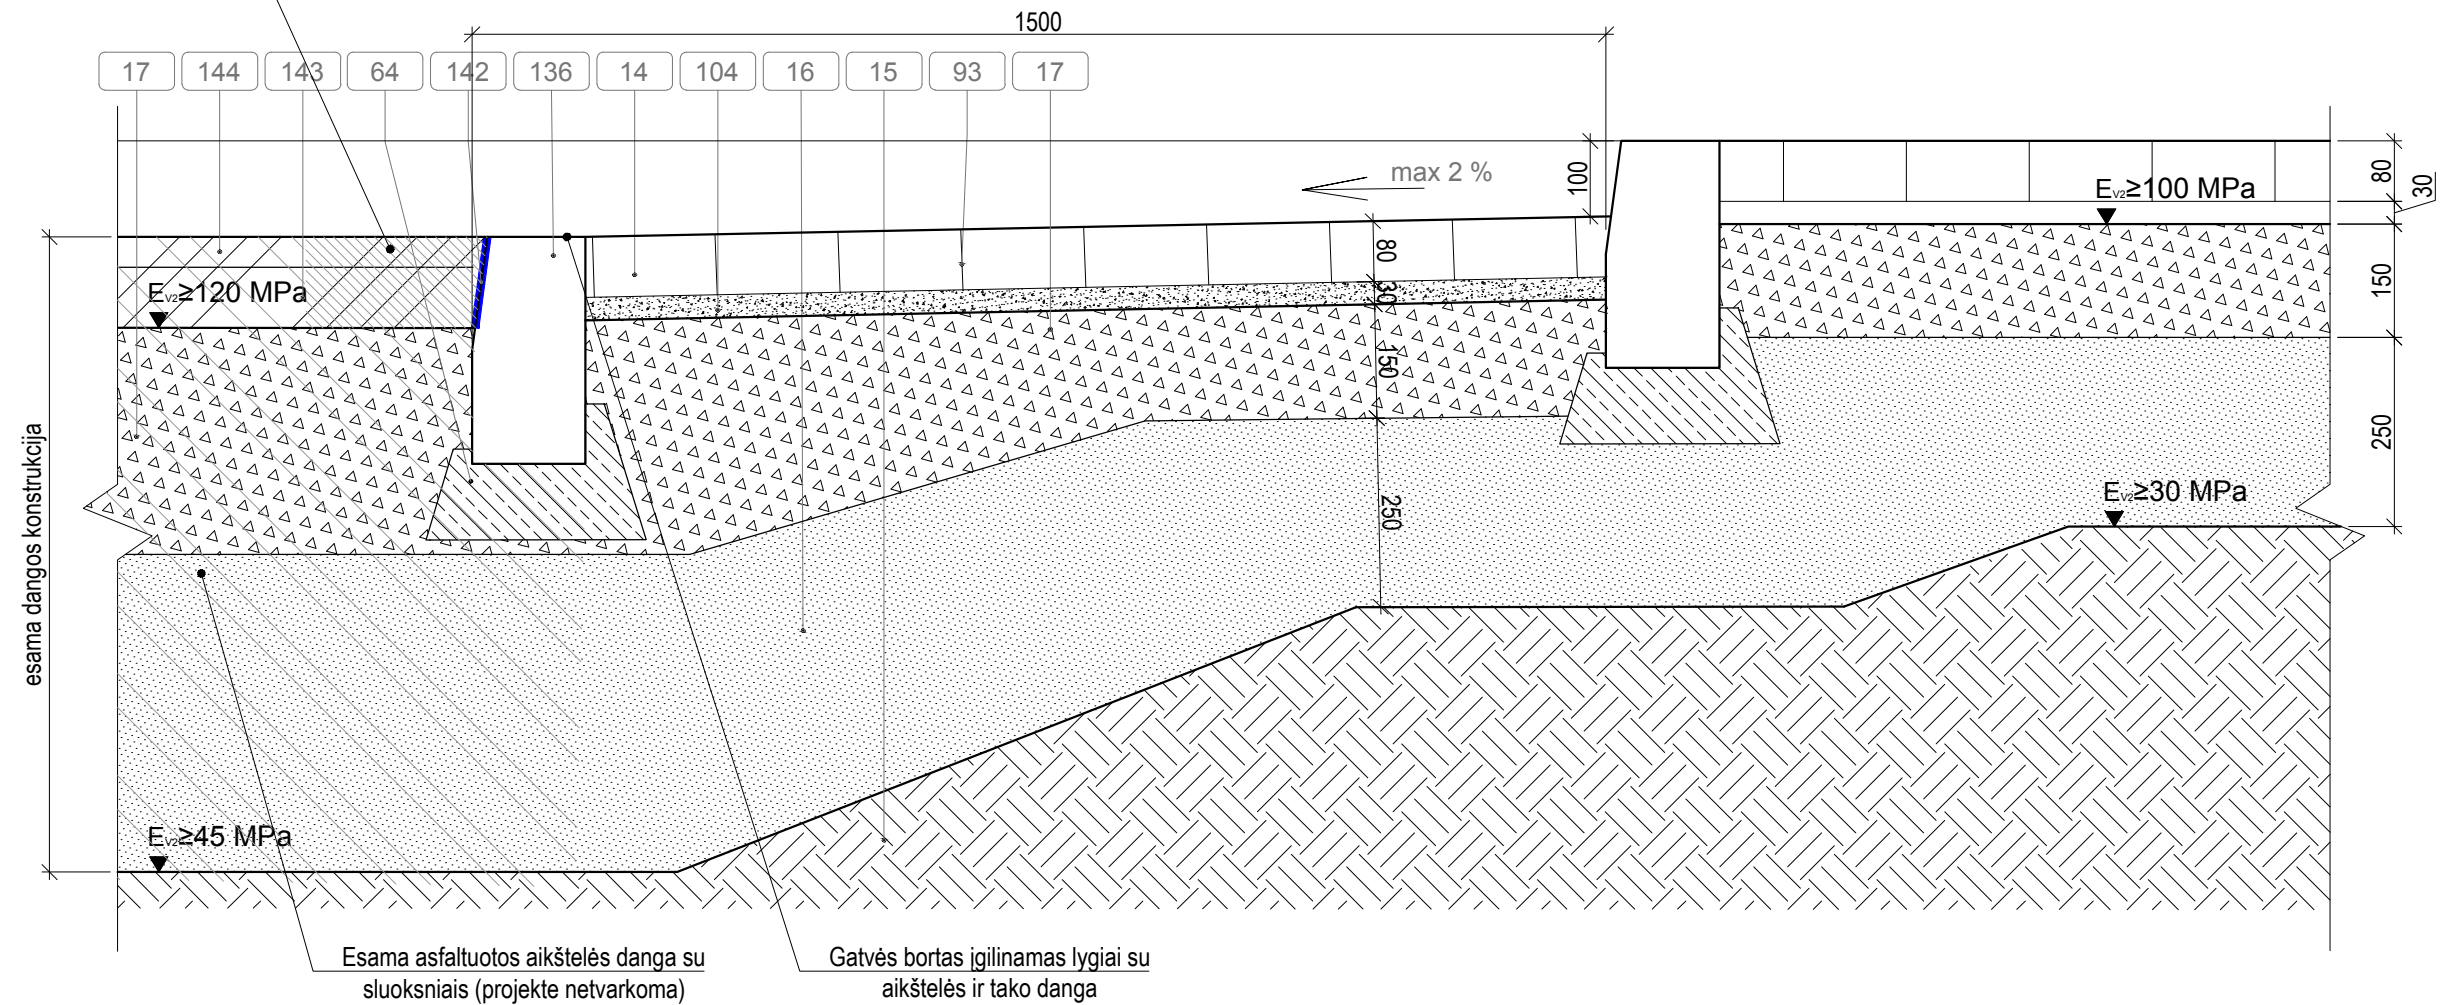 1500
17 144 143 64 142 136 14 104 16 15 93 17
max 2 %
100
80
30
Ev2≥100 MPa
80
30
150
250
Ev2≥120 MPa
150
250
Ev2≥30 MPa
esama dangos konstrukcija
Ev2≥45 MPa
Esama asfaltuotos aikštelės danga su
sluoksniais (projekte netvarkoma)
Gatvės bortas įgilinamas lygiai su
aikštelės ir tako danga